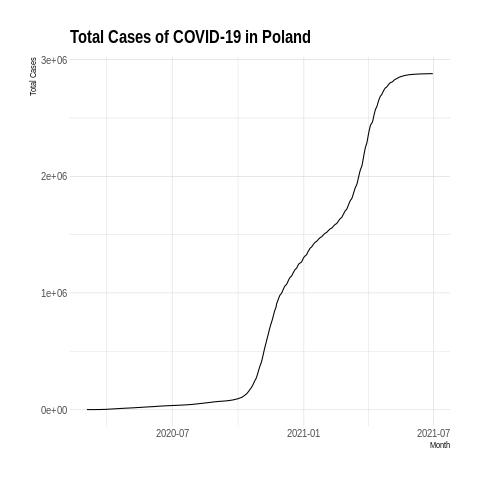 Total Cases of COVID-19 in Poland
Total Cases
3e+06
2e+06
1e+06
0e+00
2020-07
2021-01
2021-07
Month